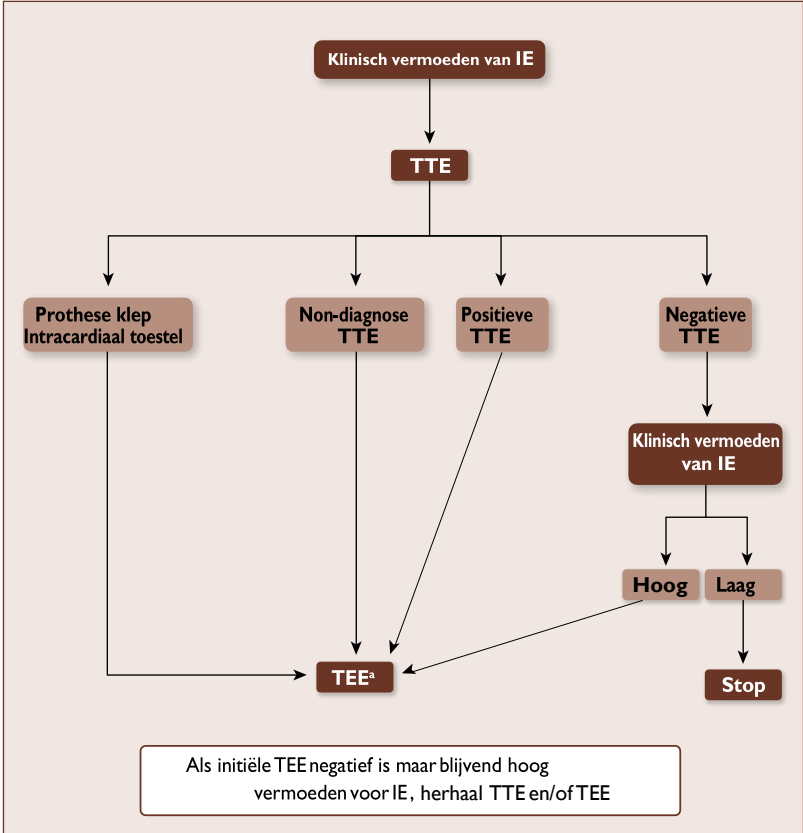 Klinisch vermoeden van IE
TTE
Prothese klep
Intracardiaal toestel
Non-diagnose
TTE
Positieve
TTE
Negatieve
TTE
Klinisch vermoeden
van IE
Hoog
Laag
TEEᵃ
Stop
Als initiële TEE negatief is maar blijvend hoog
vermoeden voor IE, herhaal TTE en/of TEE